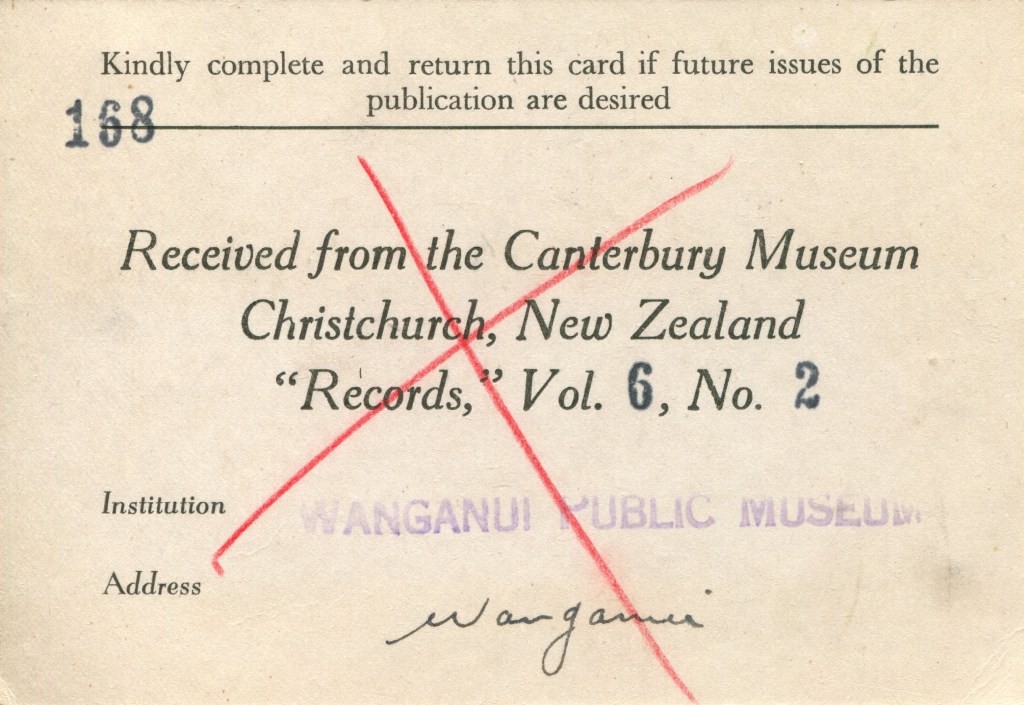 Kindly complete and return this card if future issues of the
publication are desired
168
Received from the Canterbury Museum
Christchurch, New Zealand
“Records,” Vol. 6, No. 2
Institution WANGANUI PUBLIC MUSEUM
Address
Wanganui